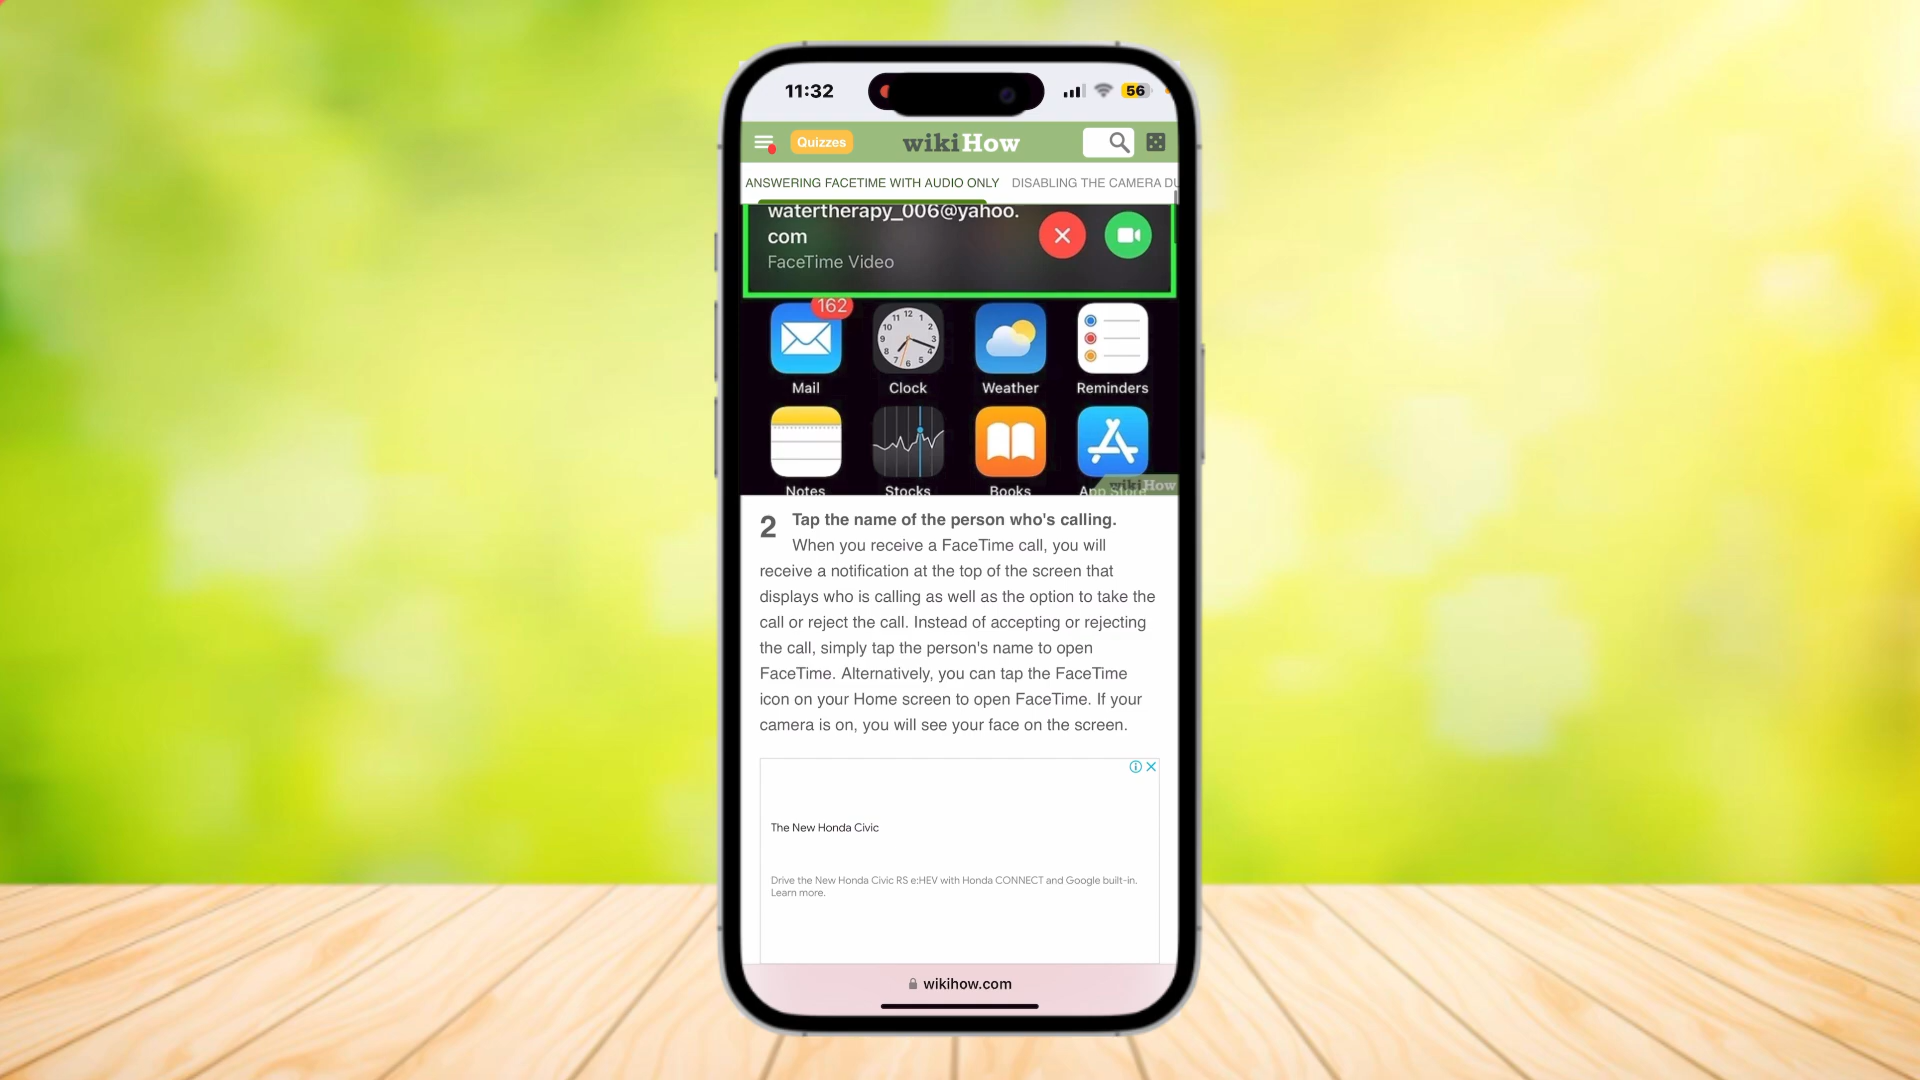 11:32
56
Quizzes
wikiHow
ANSWERING FACETIME WITH AUDIO ONLY DISABLING THE CAMERA DU
watertherapy_006@yahoo.
com
FaceTime Video
162
Mail Clock Weather Reminders
Notes Stocks Books App Store
wikiHow
2 Tap the name of the person who's calling.
When you receive a FaceTime call, you will
receive a notification at the top of the screen that
displays who is calling as well as the option to take the
call or reject the call. Instead of accepting or rejecting
the call, simply tap the person's name to open
FaceTime. Alternatively, you can tap the FaceTime
icon on your Home screen to open FaceTime. If your
camera is on, you will see your face on the screen.
The New Honda Civic
Drive the New Honda Civic RS e:HEV with Honda CONNECT and Google built-in.
Learn more.
wikihow.com